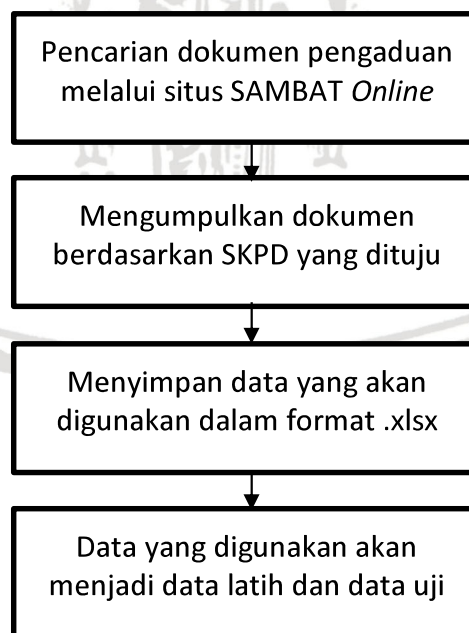 Pencarian dokumen pengaduan
melalui situs SAMBAT Online
Mengumpulkan dokumen
berdasarkan SKPD yang dituju
Menyimpan data yang akan
digunakan dalam format .xlsx
Data yang digunakan akan
menjadi data latih dan data uji